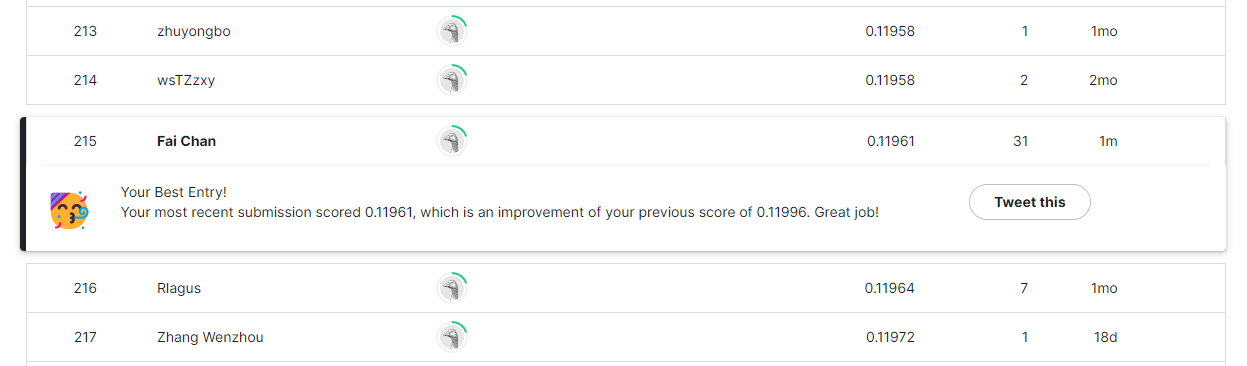 213 zhuyongbo 0.11958 1 1mo
214 wsTZzxy 0.11958 2 2mo
215 Fai Chan 0.11961 31 1m
Your Best Entry!
Your most recent submission scored 0.11961, which is an improvement of your previous score of 0.11996. Great job!
Tweet this
216 Rlagus 0.11964 7 1mo
217 Zhang Wenzhou 0.11972 1 18d